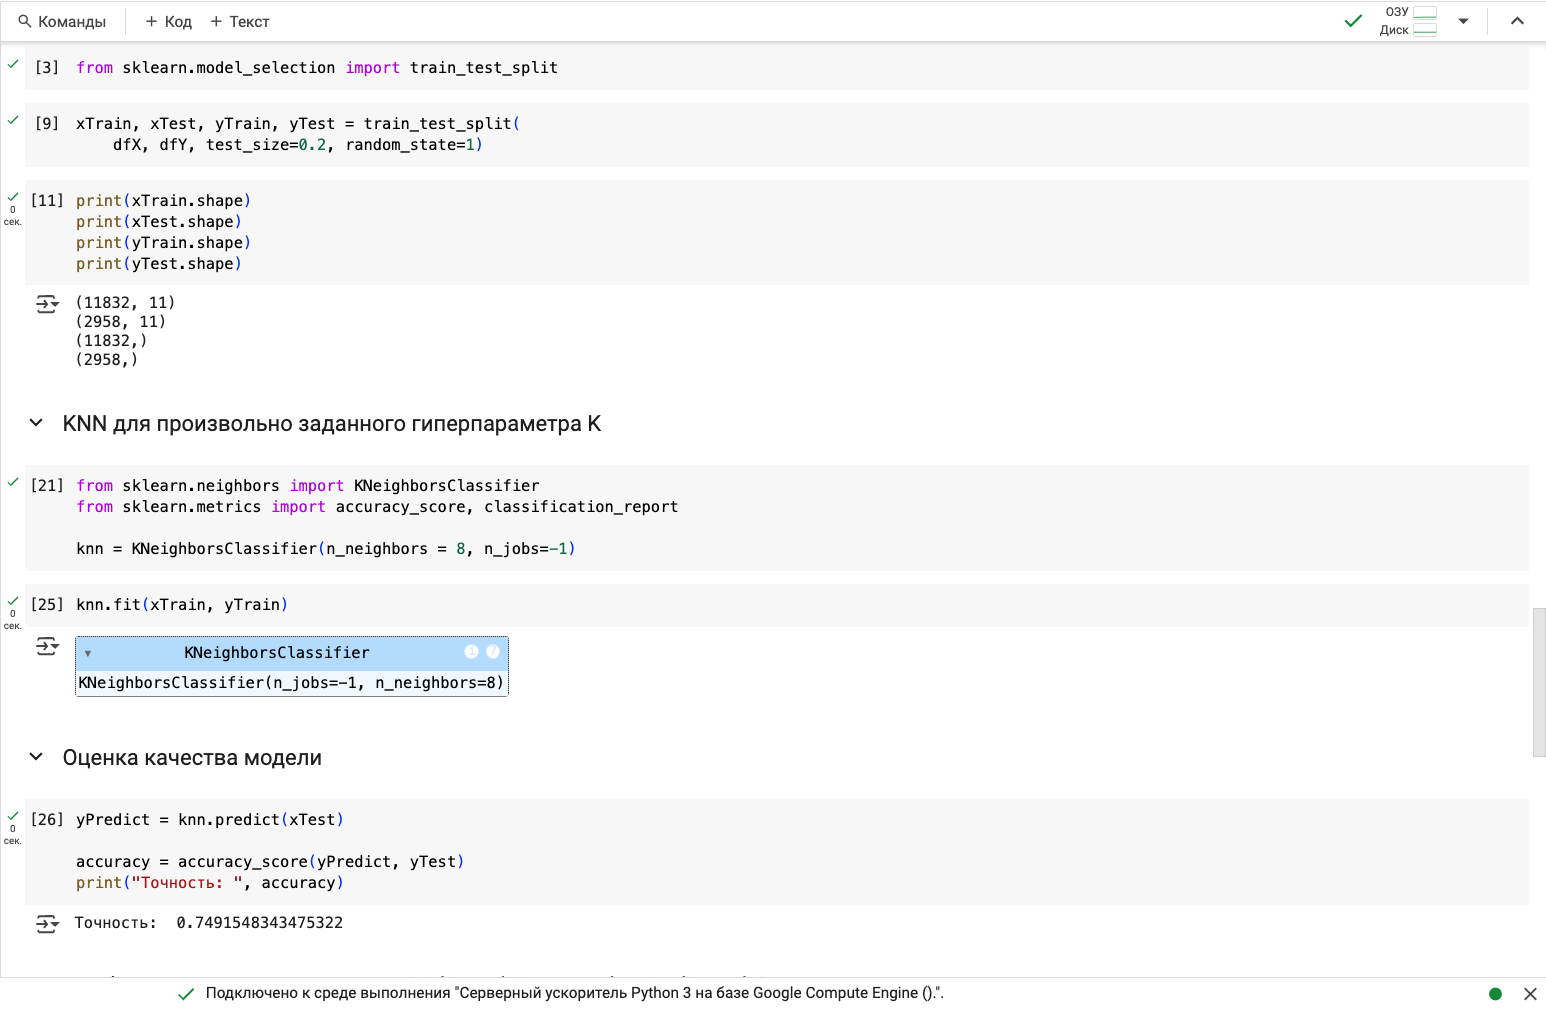 Команды + Код + Текст ОЗУ
Диск
[3] from sklearn.model_selection import train_test_split
[9] xTrain, xTest, yTrain, yTest = train_test_split(
dfX, dfY, test_size=0.2, random_state=1)
[11] print(xTrain.shape)
0 сек.
print(xTest.shape)
print(yTrain.shape)
print(yTest.shape)
(11832, 11)
(2958, 11)
(11832,)
(2958,)
KNN для произвольно заданного гиперпараметра K
[21] from sklearn.neighbors import KNeighborsClassifier
from sklearn.metrics import accuracy_score, classification_report
knn = KNeighborsClassifier(n_neighbors = 8, n_jobs=-1)
[25] knn.fit(xTrain, yTrain)
0 сек.
KNeighborsClassifier i ?
KNeighborsClassifier(n_jobs=-1, n_neighbors=8)
Оценка качества модели
[26] yPredict = knn.predict(xTest)
0 сек.
accuracy = accuracy_score(yPredict, yTest)
print("Точность: ", accuracy)
Точность:  0.7491548343475322
Подключено к среде выполнения "Серверный ускоритель Python 3 на базе Google Compute Engine ().".